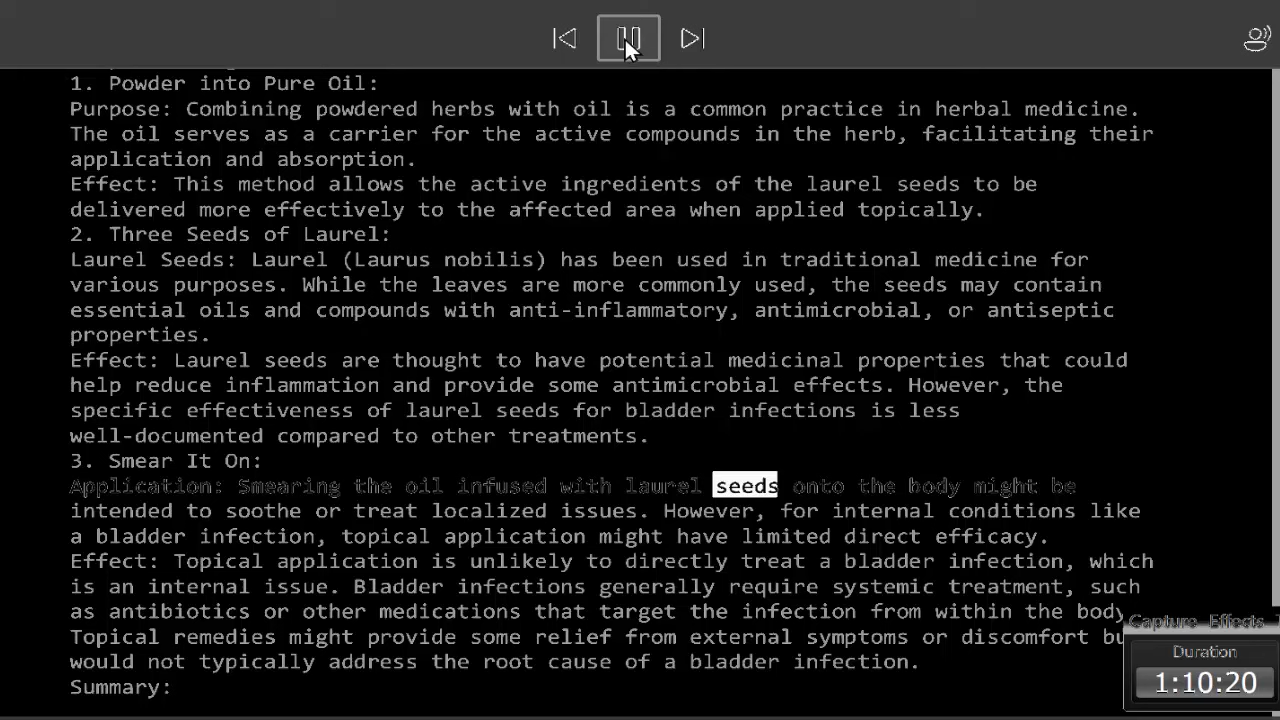 1. Powder into Pure Oil:
Purpose: Combining powdered herbs with oil is a common practice in herbal medicine.
The oil serves as a carrier for the active compounds in the herb, facilitating their
application and absorption.
Effect: This method allows the active ingredients of the laurel seeds to be
delivered more effectively to the affected area when applied topically.
2. Three Seeds of Laurel:
Laurel Seeds: Laurel (Laurus nobilis) has been used in traditional medicine for
various purposes. While the leaves are more commonly used, the seeds may contain
essential oils and compounds with anti-inflammatory, antimicrobial, or antiseptic
properties.
Effect: Laurel seeds are thought to have potential medicinal properties that could
help reduce inflammation and provide some antimicrobial effects. However, the
specific effectiveness of laurel seeds for bladder infections is less
well-documented compared to other treatments.
3. Smear It On:
Application: Smearing the oil infused with laurel seeds onto the body might be
intended to soothe or treat localized issues. However, for internal conditions like
a bladder infection, topical application might have limited direct efficacy.
Effect: Topical application is unlikely to directly treat a bladder infection, which
is an internal issue. Bladder infections generally require systemic treatment, such
as antibiotics or other medications that target the infection from within the body
Topical remedies might provide some relief from external symptoms or discomfort bu
would not typically address the root cause of a bladder infection.
Summary:
Capture Effects
Duration
1:10:20